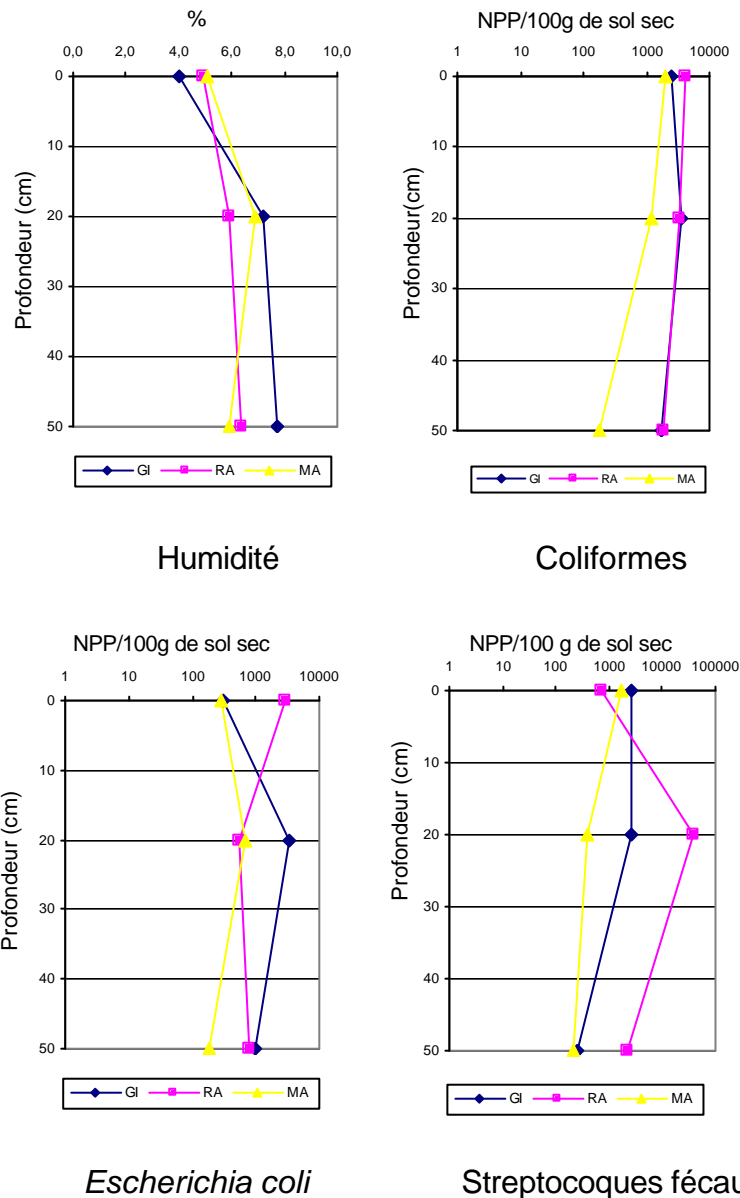 %
0,0 2,0 4,0 6,0 8,0 10,0
0
10
20
30
40
50
Profondeur (cm)
GI RA MA
Humidité
NPP/100g de sol sec
1 10 100 1000 10000
0
10
20
30
40
50
Profondeur(cm)
GI RA MA
Coliformes
NPP/100g de sol sec
1 10 100 1000 10000
0
10
20
30
40
50
Profondeur (cm)
GI RA MA
Escherichia coli
NPP/100 g de sol sec
1 10 100 1000 10000 100000
0
10
20
30
40
50
Profondeur (cm)
GI RA MA
Streptocoques fécau